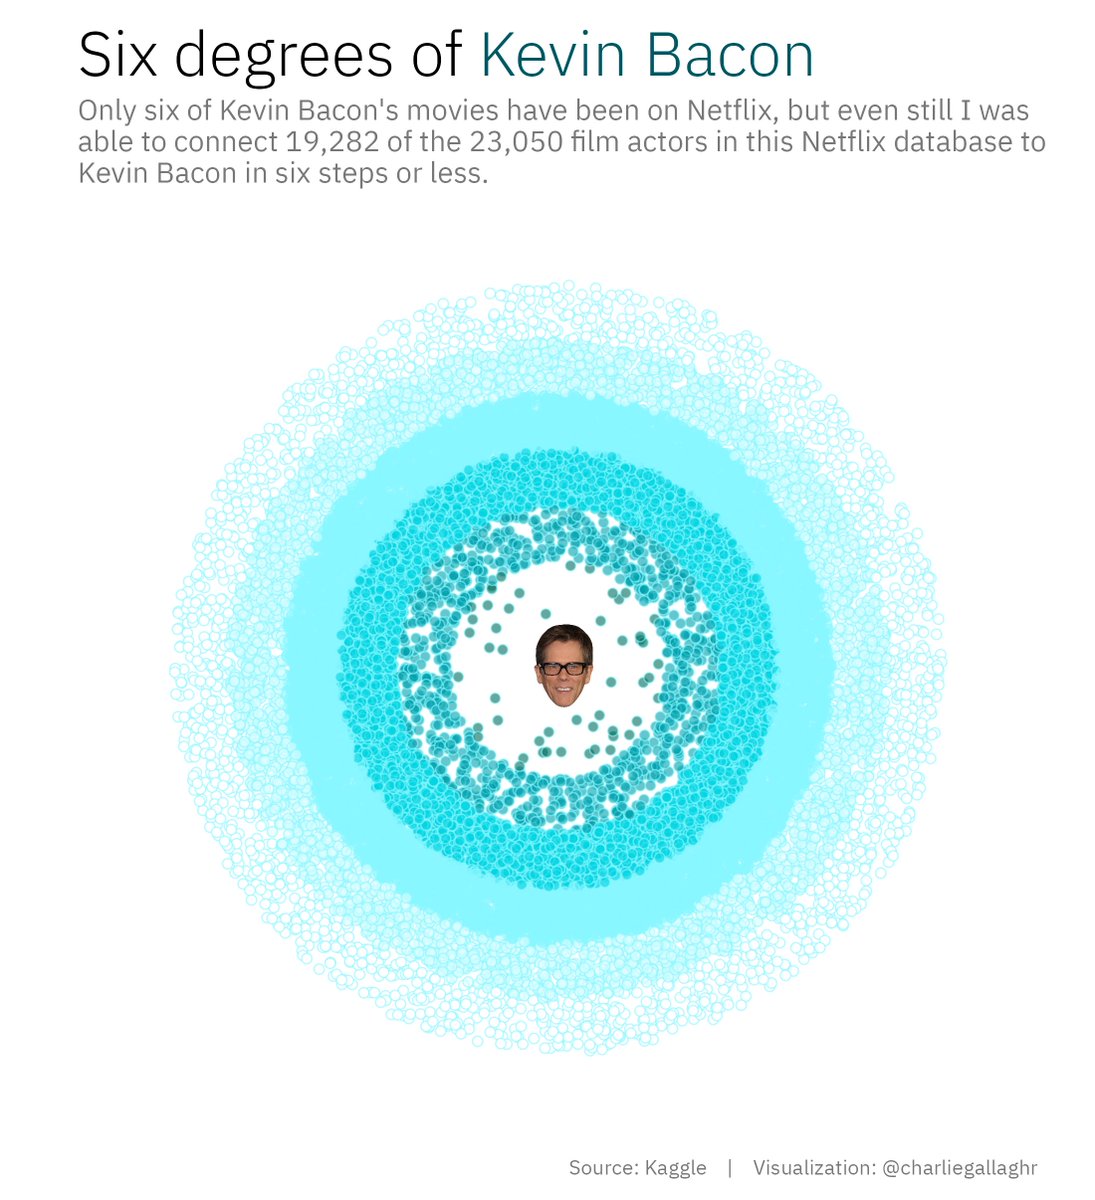 Six degrees of Kevin Bacon
Only six of Kevin Bacon's movies have been on Netflix, but even still I was
able to connect 19,282 of the 23,050 film actors in this Netflix database to
Kevin Bacon in six steps or less.
Source: Kaggle | Visualization: @charliegallaghr